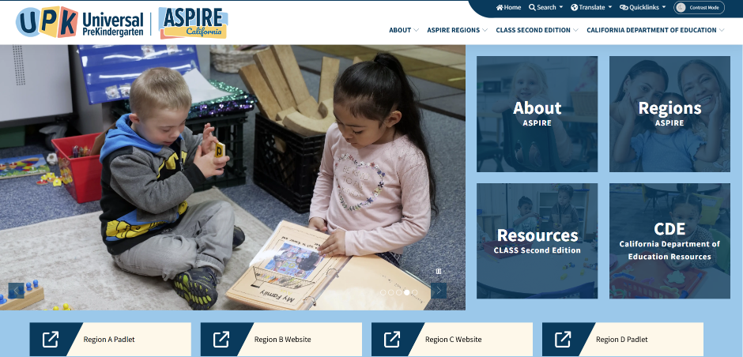 UPK Universal PreKindergarten ASPIRE California
Home Search Translate Quicklinks Contrast Mode
ABOUT ASPIRE REGIONS CLASS SECOND EDITION CALIFORNIA DEPARTMENT OF EDUCATION
About
ASPIRE
Regions
ASPIRE
My Family
Resources
CLASS Second Edition
CDE
California Department of
Education Resources
Region A Padlet
Region B Website
Region C Website
Region D Padlet